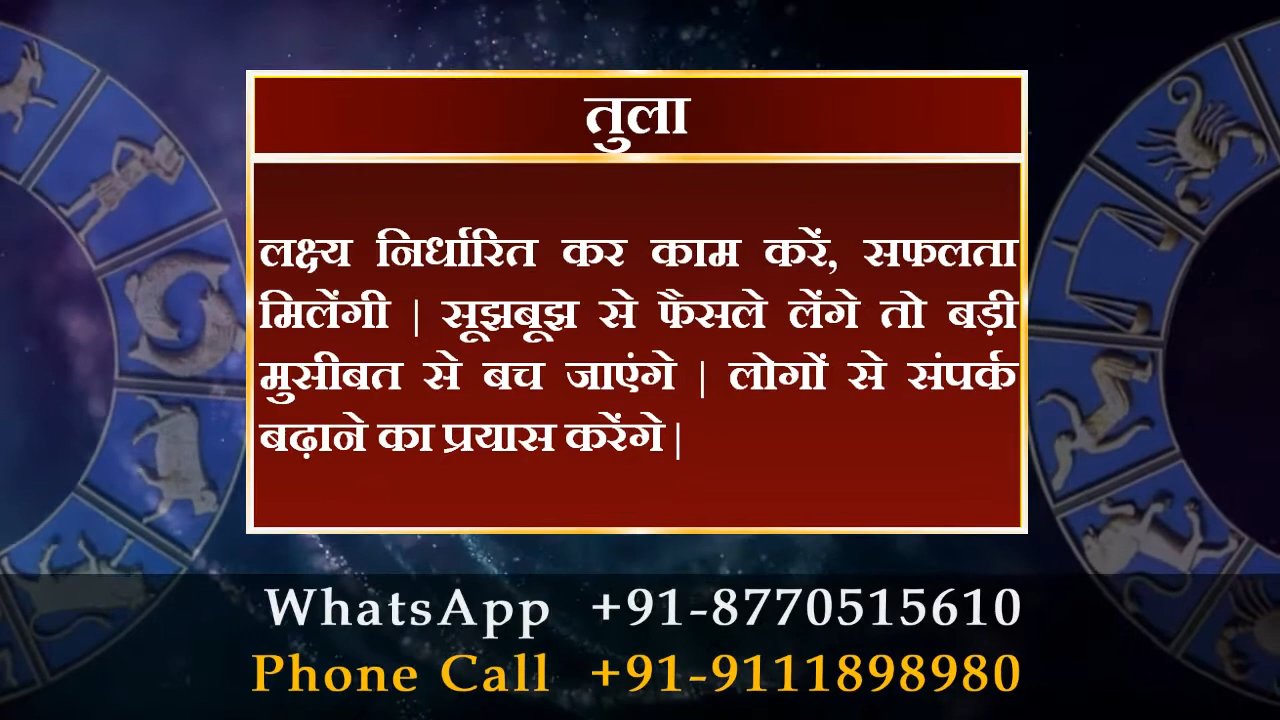 तुला
लक्ष्य निर्धारित कर काम करें, सफलता
मिलेंगी | सूझबूझ से फैसले लेंगे तो बड़ी
मुसीबत से बच जाएंगे | लोगों से संपर्क
बढ़ाने का प्रयास करेंगे |
WhatsApp +91-8770515610
Phone Call +91-9111898980